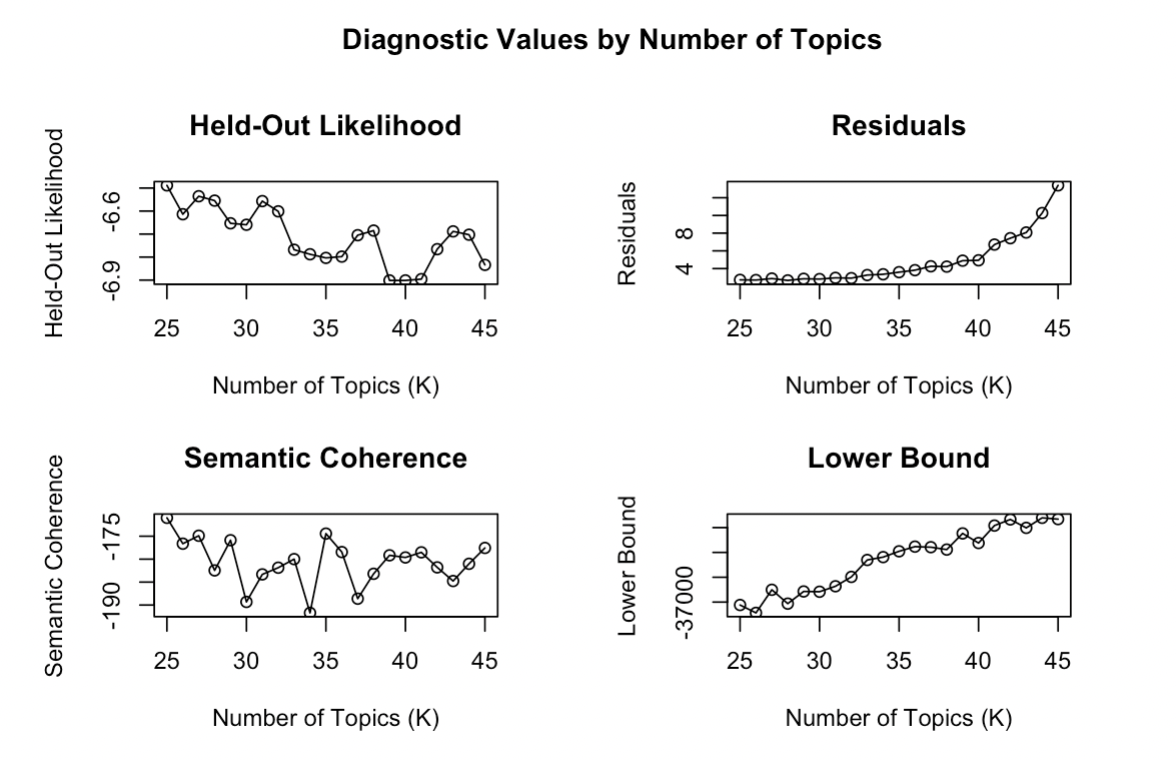 Diagnostic Values by Number of Topics
Held-Out Likelihood
Held-Out Likelihood
-6.6
-6.9
25 30 35 40 45
Number of Topics (K)
Residuals
Residuals
8
4
25 30 35 40 45
Number of Topics (K)
Semantic Coherence
Semantic Coherence
-175
-190
25 30 35 40 45
Number of Topics (K)
Lower Bound
Lower Bound
-37000
25 30 35 40 45
Number of Topics (K)